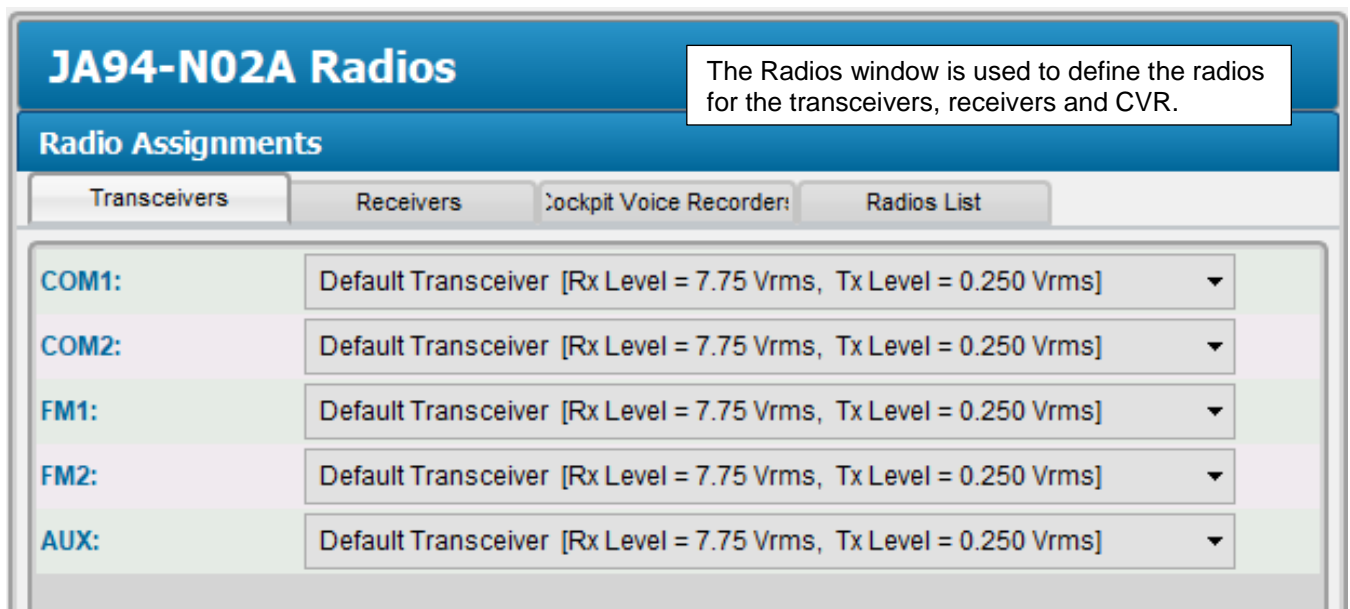 JA94-N02A Radios
The Radios window is used to define the radios
for the transceivers, receivers and CVR.
Radio Assignments
Transceivers Receivers Cockpit Voice Recorders Radios List
COM1: Default Transceiver [Rx Level = 7.75 Vrms, Tx Level = 0.250 Vrms]
COM2: Default Transceiver [Rx Level = 7.75 Vrms, Tx Level = 0.250 Vrms]
FM1: Default Transceiver [Rx Level = 7.75 Vrms, Tx Level = 0.250 Vrms]
FM2: Default Transceiver [Rx Level = 7.75 Vrms, Tx Level = 0.250 Vrms]
AUX: Default Transceiver [Rx Level = 7.75 Vrms, Tx Level = 0.250 Vrms]